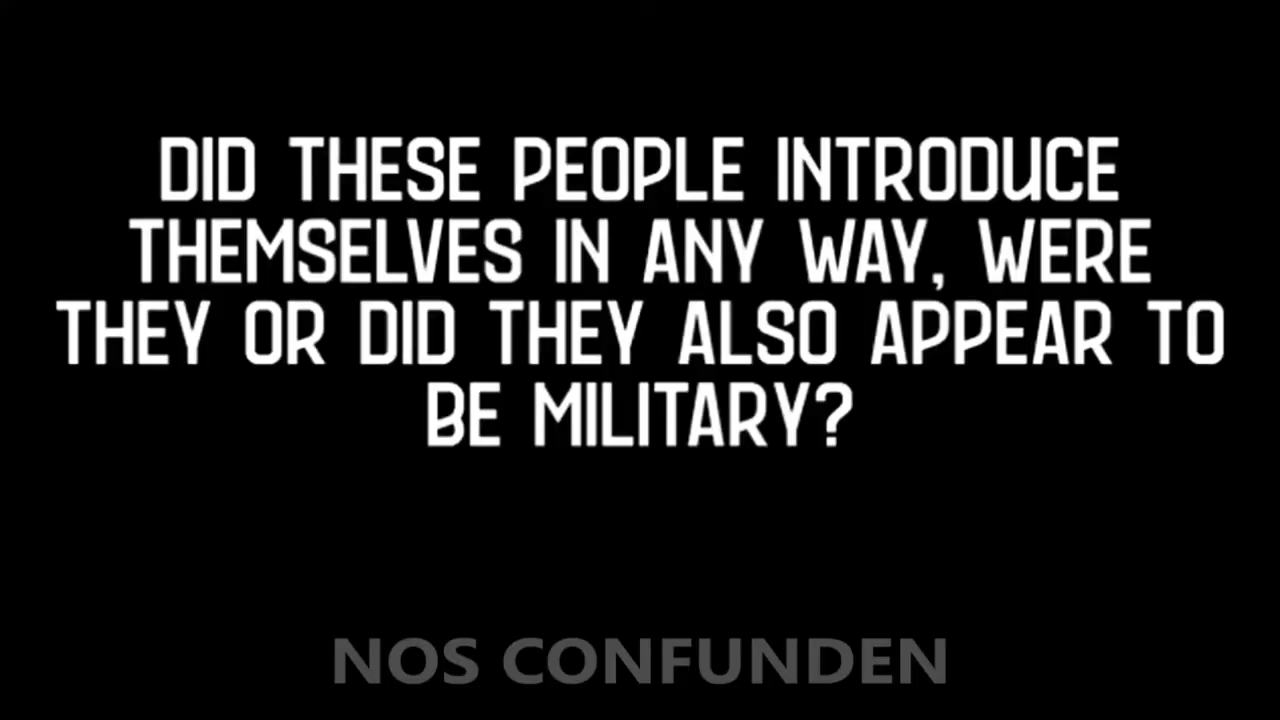 DID THESE PEOPLE INTRODUCE
THEMSELVES IN ANY WAY, WERE
THEY OR DID THEY ALSO APPEAR TO
BE MILITARY?
NOS CONFUNDEN